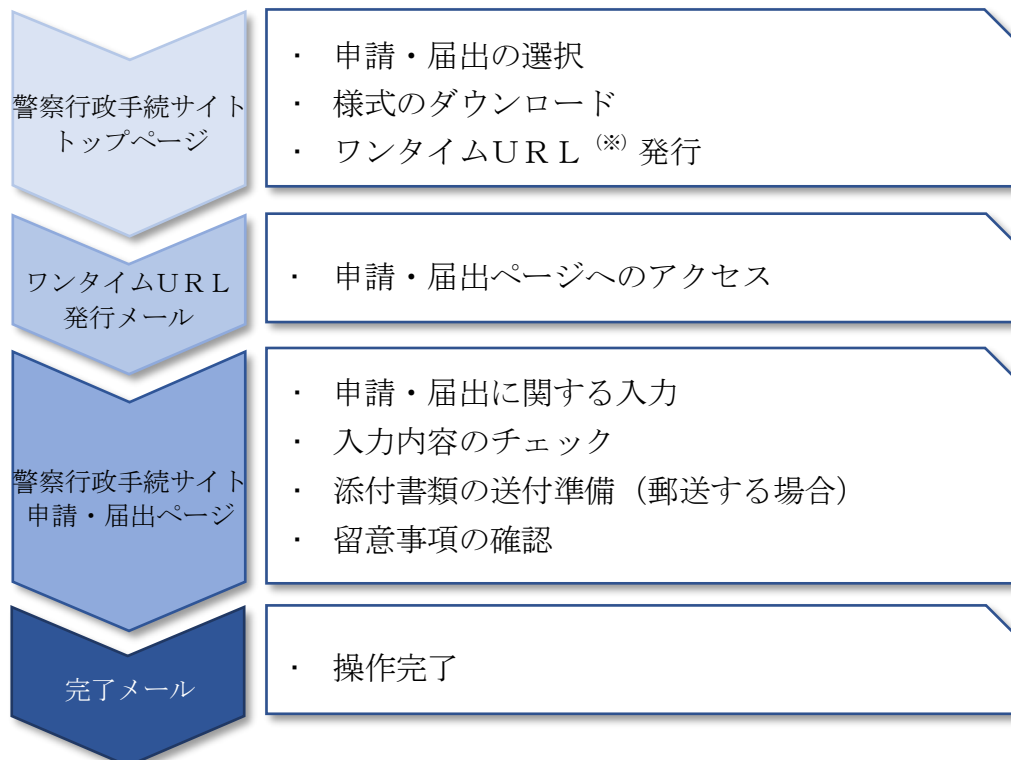 警察行政手続サイト
トップページ
・ 申請・届出の選択
・ 様式のダウンロード
・ ワンタイムＵＲＬ（※）発行
ワンタイムＵＲＬ
発行メール
・ 申請・届出ページへのアクセス
警察行政手続サイト
申請・届出ページ
・ 申請・届出に関する入力
・ 入力内容のチェック
・ 添付書類の送付準備（郵送する場合）
・ 留意事項の確認
完了メール
・ 操作完了